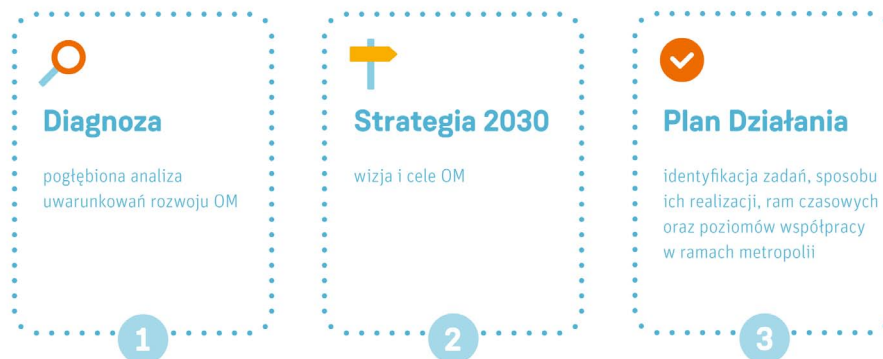 Diagnoza
pogłębiona analiza
uwarunkowań rozwoju OM
1
Strategia 2030
wizja i cele OM
2
Plan Działania
identyfikacja zadań, sposobu
ich realizacji, ram czasowych
oraz poziomów współpracy
w ramach metropolii
3